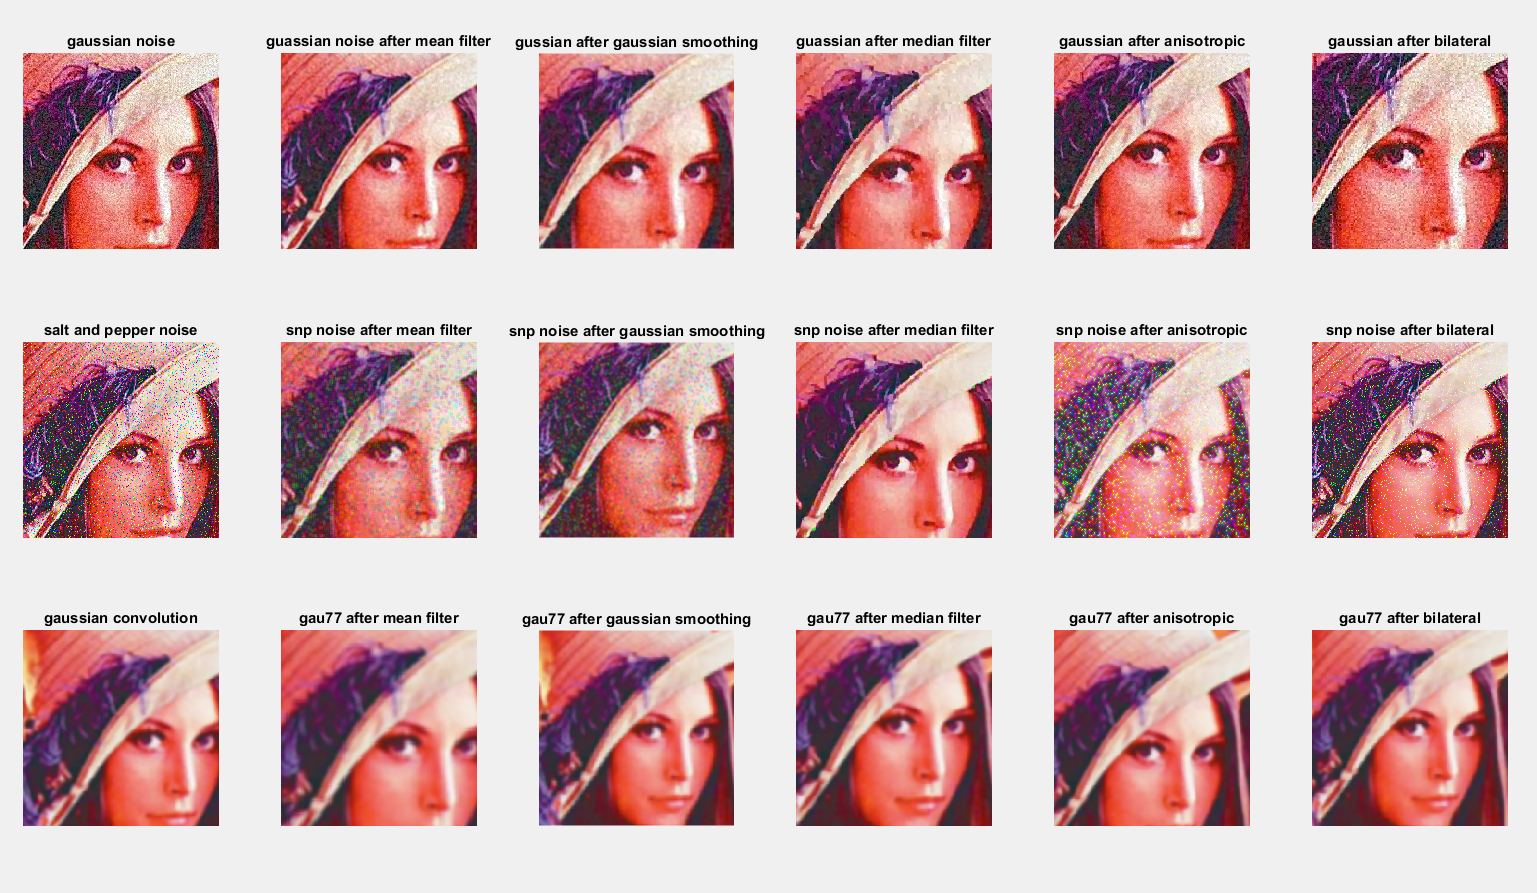 gaussian noise
guassian noise after mean filter
gussian after gaussian smoothing
guassian after median filter
gaussian after anisotropic
gaussian after bilateral
salt and pepper noise
snp noise after mean filter
snp noise after gaussian smoothing
snp noise after median filter
snp noise after anisotropic
snp noise after bilateral
gaussian convolution
gau77 after mean filter
gau77 after gaussian smoothing
gau77 after median filter
gau77 after anisotropic
gau77 after bilateral